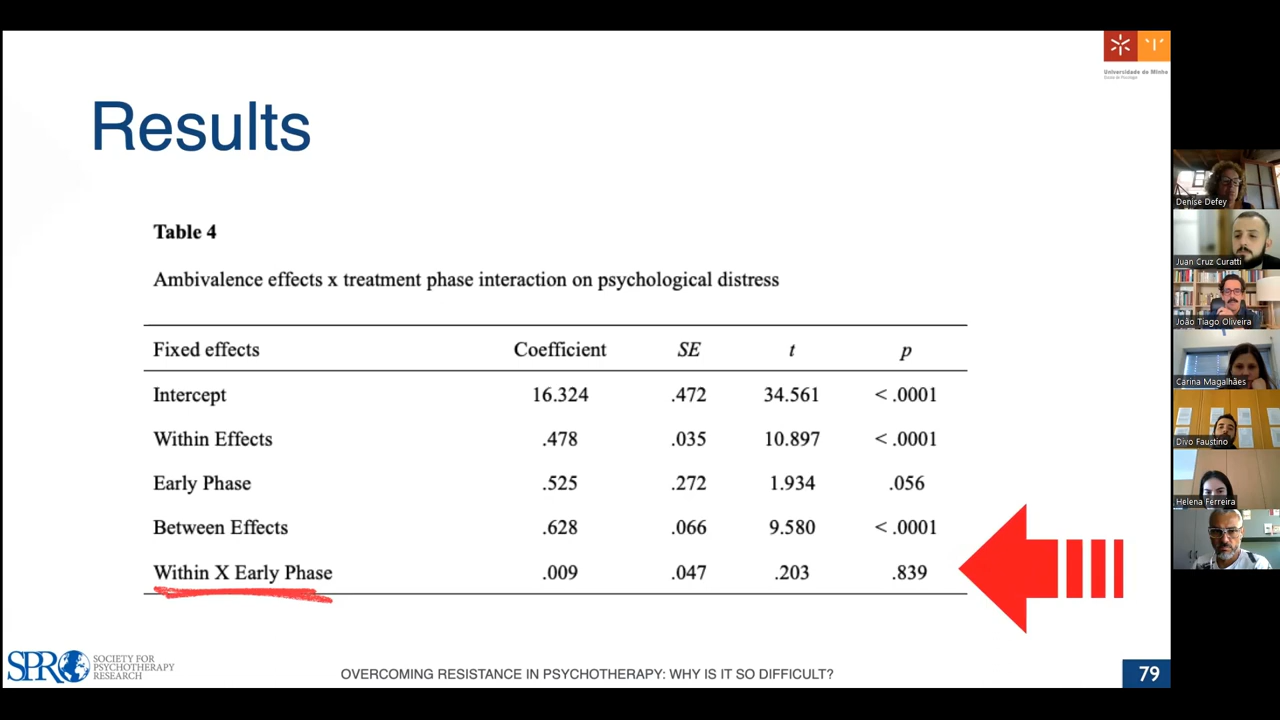 Universidade do Minho
Escola de Psicologia
Results
Table 4
Ambivalence effects x treatment phase interaction on psychological distress
Fixed effects Coefficient SE t p
Intercept 16.324 .472 34.561 < .0001
Within Effects .478 .035 10.897 < .0001
Early Phase .525 .272 1.934 .056
Between Effects .628 .066 9.580 < .0001
Within X Early Phase .009 .047 .203 .839
SPR SOCIETY FOR
PSYCHOTHERAPY
RESEARCH
OVERCOMING RESISTANCE IN PSYCHOTHERAPY: WHY IS IT SO DIFFICULT?
79
Denise Defey
Juan Cruz Curatti
João Tiago Oliveira
Carina Magalhães
Divo Faustino
Helena Ferreira